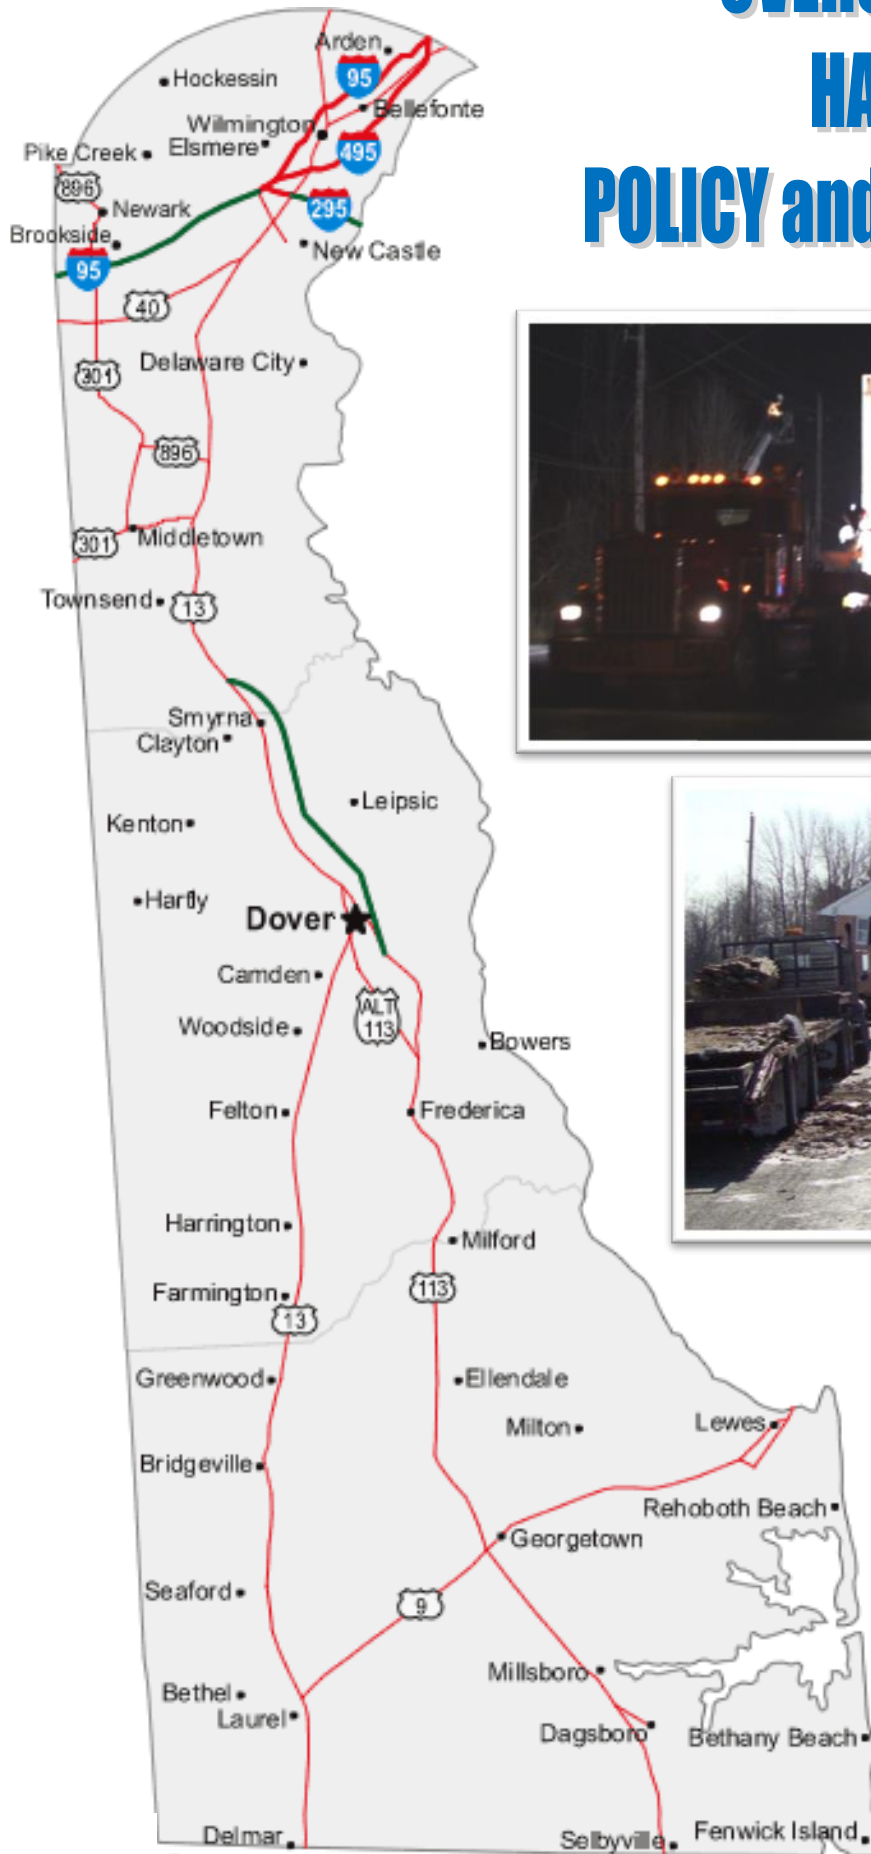 OVERS
HA
POLICY and
Arden
95
Hockessin
Bellefonte
Wilmington
Elsmere
495
Pike Creek
896
295
Newark
Brookside
New Castle
95
40
Delaware City
301
896
301
Middletown
Townsend
13
Smyrna
Clayton
Leipsic
Kenton
Hartly
Dover
Camden
ALT
113
Woodside
Bowers
Felton
Frederica
Harrington
Milford
113
Farmington
13
Greenwood
Ellendale
Milton
Lewes
Bridgeville
Rehoboth Beach
Georgetown
Seaford
9
Millsboro
Bethel
Laurel
Dagsboro
Bethany Beach
Delmar
Selbyville
Fenwick Island